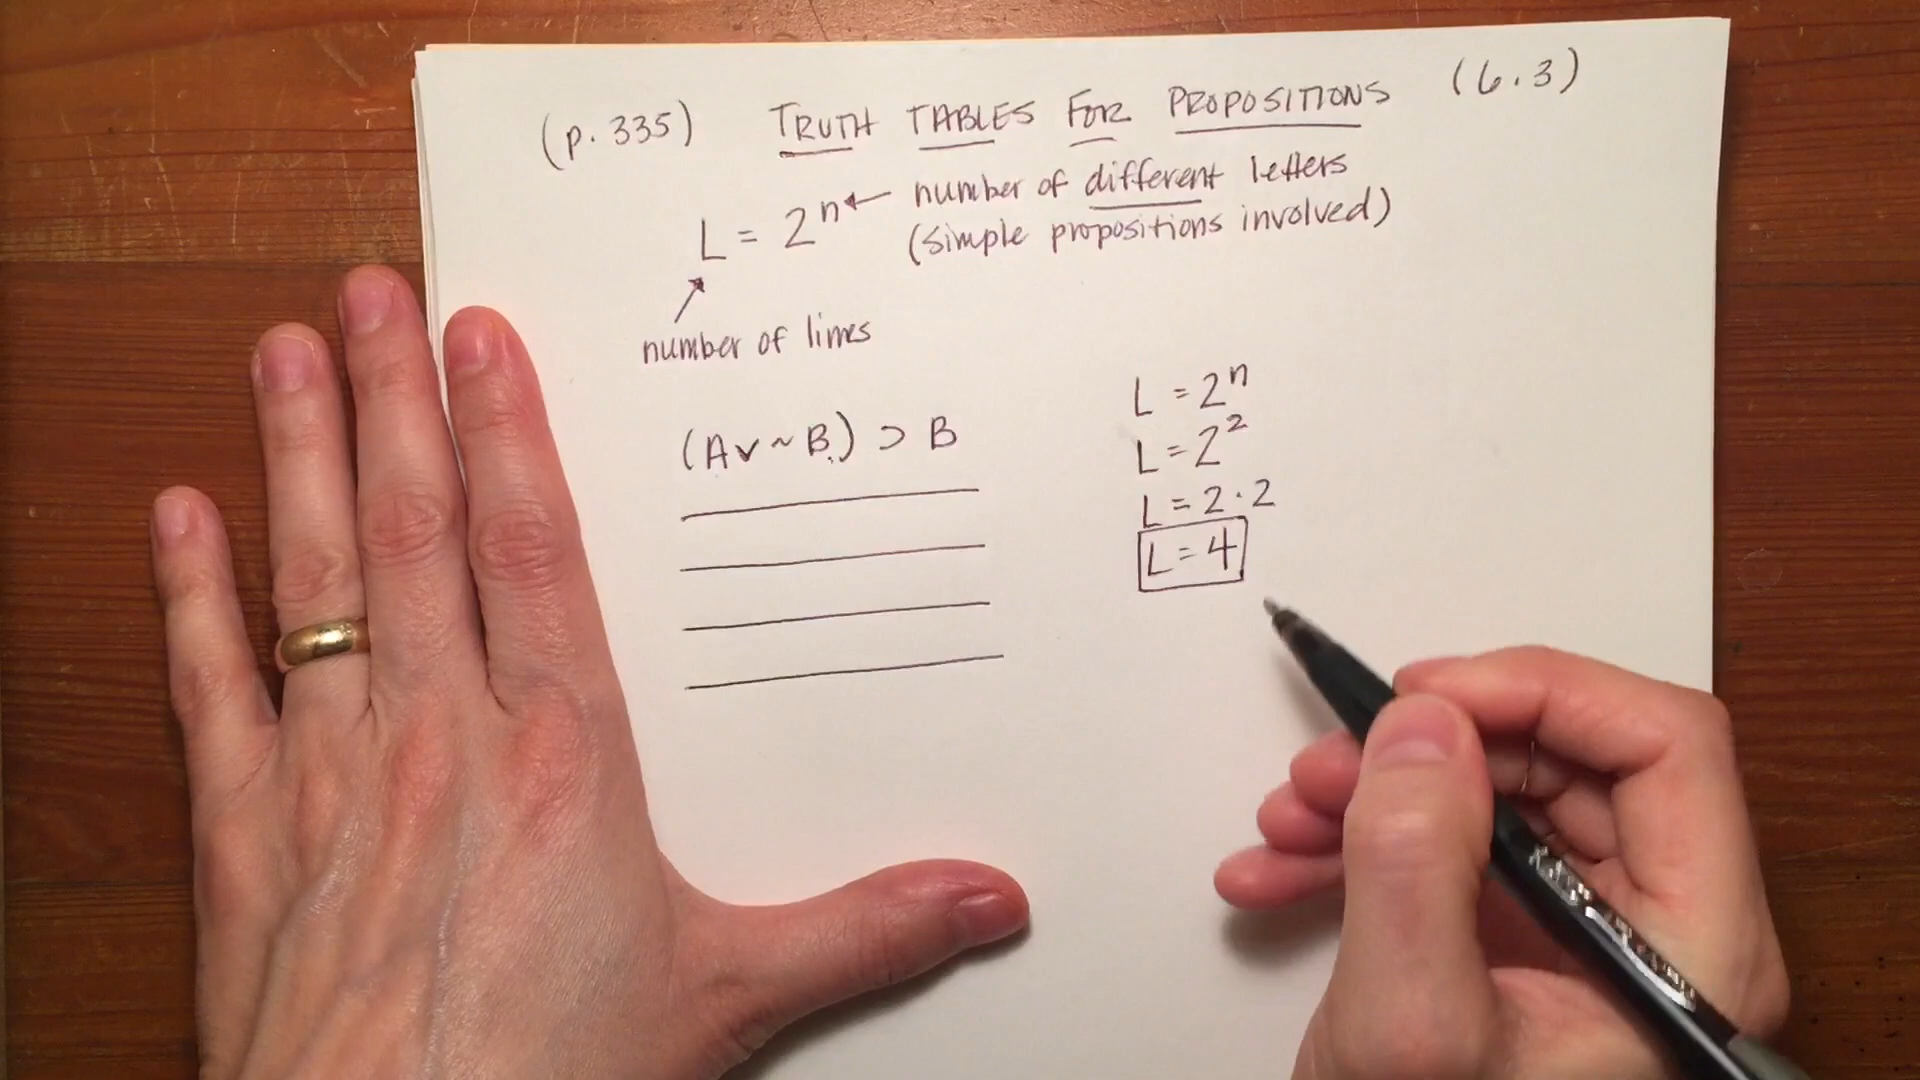 (p. 335) TRUTH TABLES FOR PROPOSITIONS (6.3)
L = 2ⁿ ← number of different letters
(simple propositions involved)
number of lines
(A v ~ B) ⊃ B
L = 2ⁿ
L = 2²
L = 2 · 2
L = 4